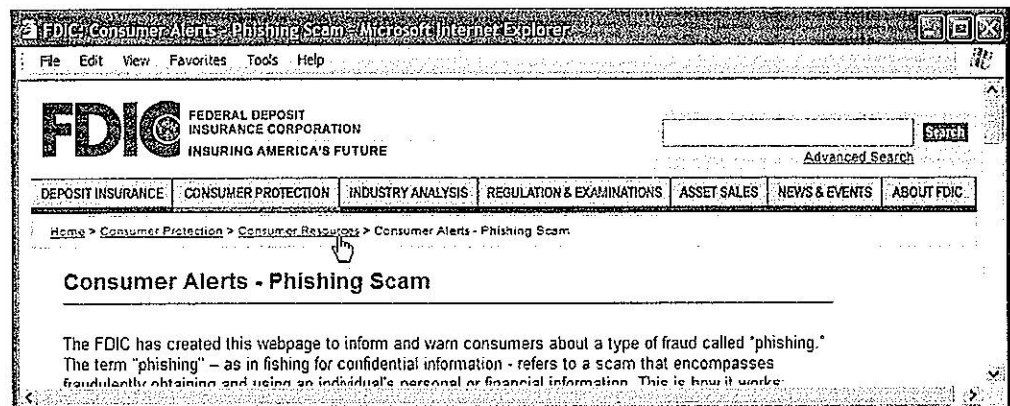 FDIC: Consumer Alerts - Phishing Scam - Microsoft Internet Explorer
File Edit View Favorites Tools Help
FDIC
FEDERAL DEPOSIT
INSURANCE CORPORATION
INSURING AMERICA'S FUTURE
Search
Advanced Search
DEPOSIT INSURANCE CONSUMER PROTECTION INDUSTRY ANALYSIS REGULATION & EXAMINATIONS ASSET SALES NEWS & EVENTS ABOUT FDIC
Home > Consumer Protection > Consumer Resources > Consumer Alerts - Phishing Scam
Consumer Alerts - Phishing Scam
The FDIC has created this webpage to inform and warn consumers about a type of fraud called "phishing."
The term "phishing" – as in fishing for confidential information - refers to a scam that encompasses
fraudulently obtaining and using an individual's personal or financial information. This is how it works: